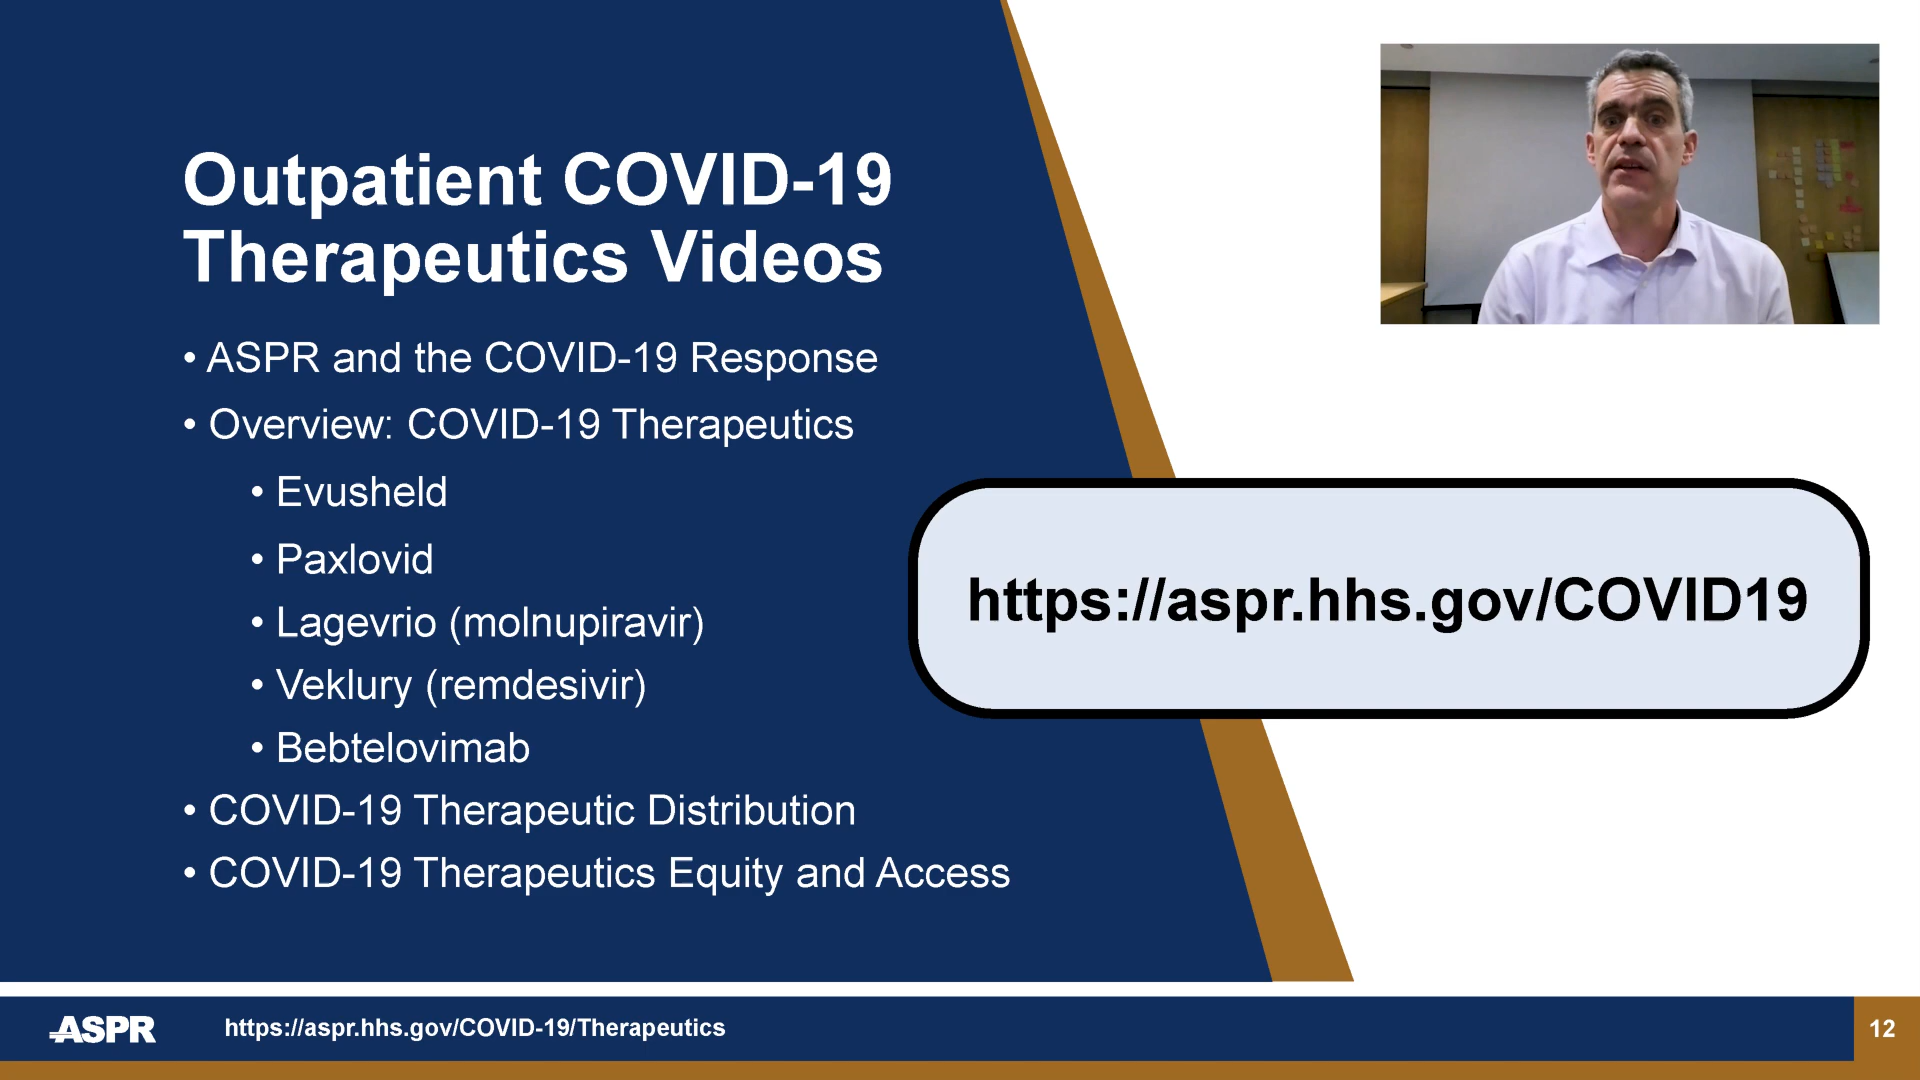 Outpatient COVID-19
Therapeutics Videos
• ASPR and the COVID-19 Response
• Overview: COVID-19 Therapeutics
• Evusheld
• Paxlovid
• Lagevrio (molnupiravir)
• Veklury (remdesivir)
• Bebtelovimab
• COVID-19 Therapeutic Distribution
• COVID-19 Therapeutics Equity and Access
https://aspr.hhs.gov/COVID19
ASPR
https://aspr.hhs.gov/COVID-19/Therapeutics
12